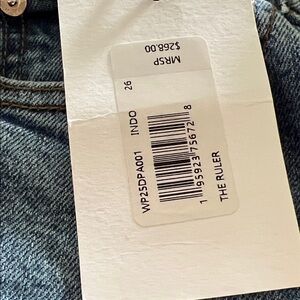 MRSP
$268.00
26
WP25DPA001 INDO
1 95923 75672 8
THE RULER